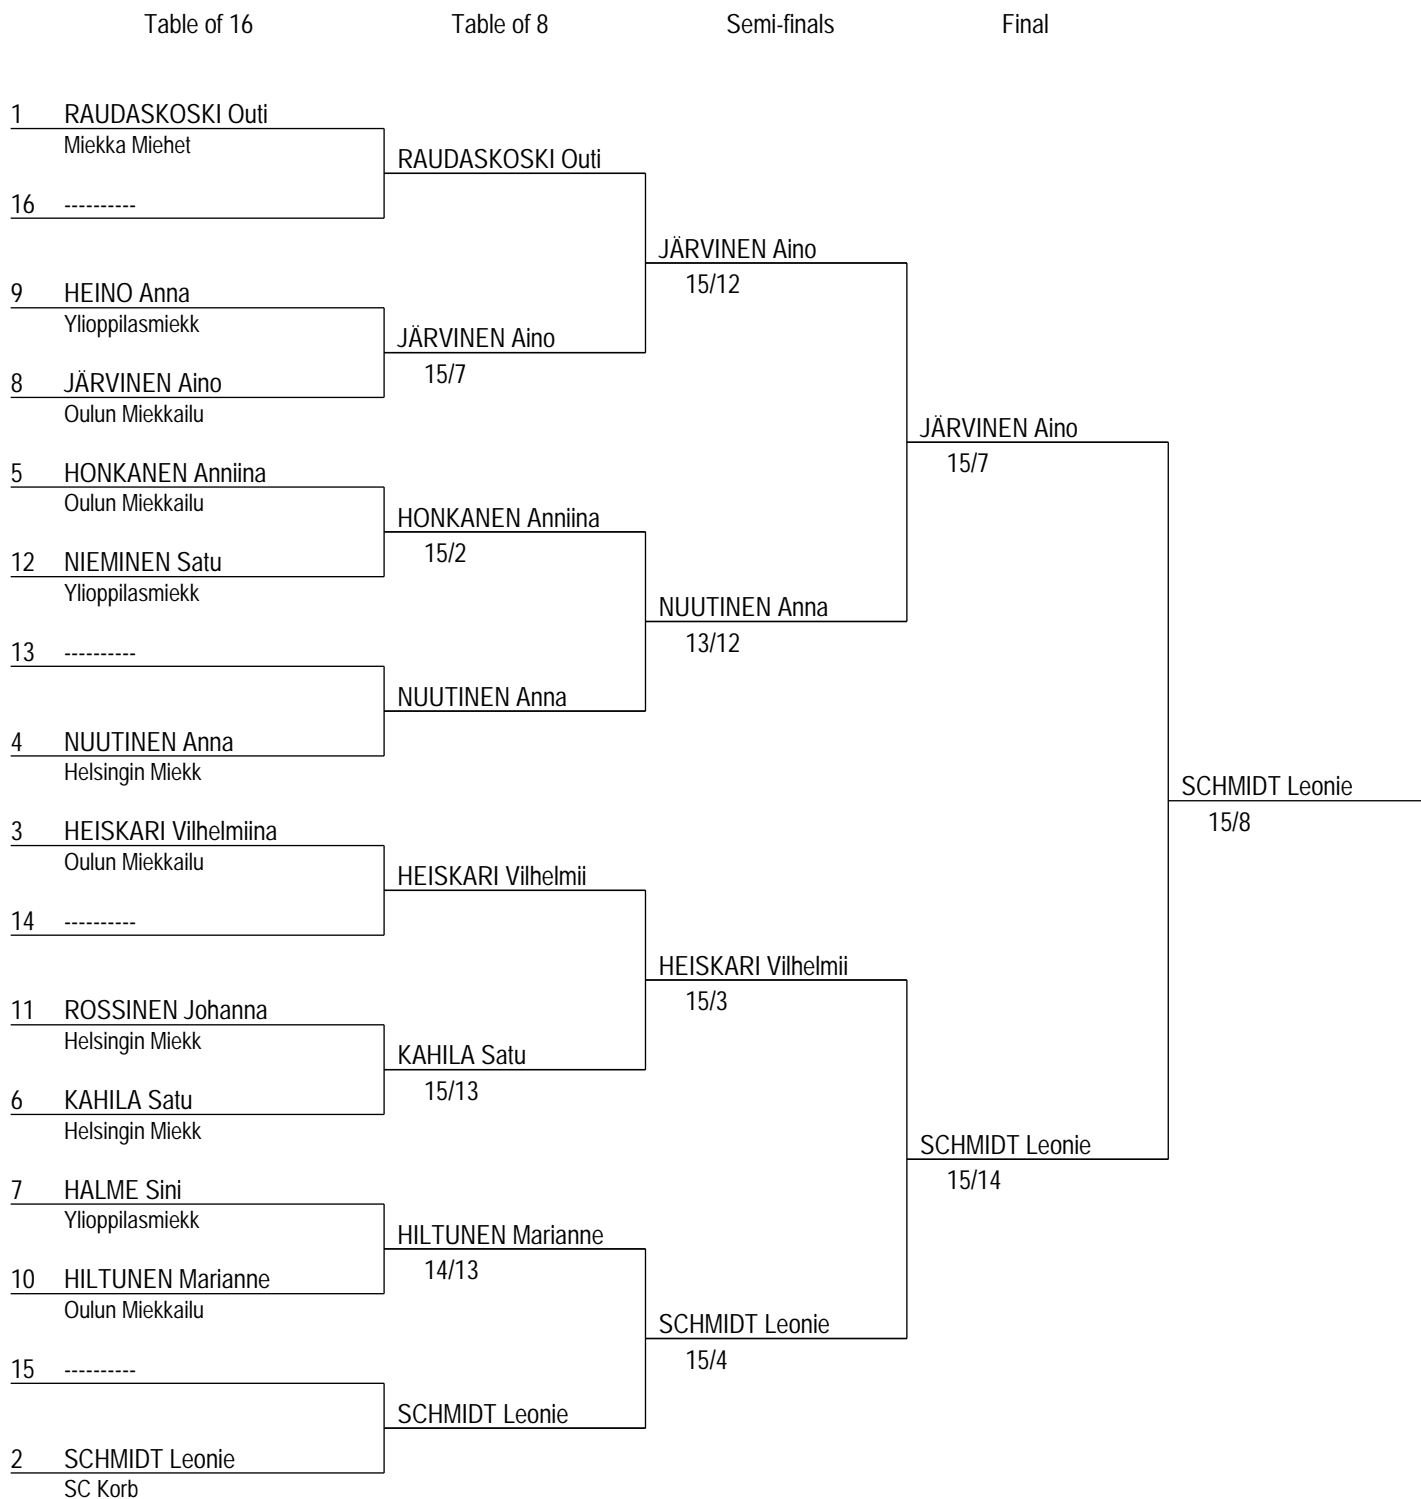 Table of 16 Table of 8 Semi-finals Final
1 RAUDASKOSKI Outi
Miekka Miehet
RAUDASKOSKI Outi
16 ----------
JÄRVINEN Aino
15/12
9 HEINO Anna
Ylioppilasmiekk
JÄRVINEN Aino
15/7
8 JÄRVINEN Aino
Oulun Miekkailu
JÄRVINEN Aino
15/7
5 HONKANEN Anniina
Oulun Miekkailu
HONKANEN Anniina
15/2
12 NIEMINEN Satu
Ylioppilasmiekk
NUUTINEN Anna
13/12
13 ----------
NUUTINEN Anna
4 NUUTINEN Anna
Helsingin Miekk
SCHMIDT Leonie
15/8
3 HEISKARI Vilhelmiina
Oulun Miekkailu
HEISKARI Vilhelmii
14 ----------
HEISKARI Vilhelmii
15/3
11 ROSSINEN Johanna
Helsingin Miekk
KAHILA Satu
15/13
6 KAHILA Satu
Helsingin Miekk
SCHMIDT Leonie
15/14
7 HALME Sini
Ylioppilasmiekk
HILTUNEN Marianne
14/13
10 HILTUNEN Marianne
Oulun Miekkailu
SCHMIDT Leonie
15/4
15 ----------
SCHMIDT Leonie
2 SCHMIDT Leonie
SC Korb